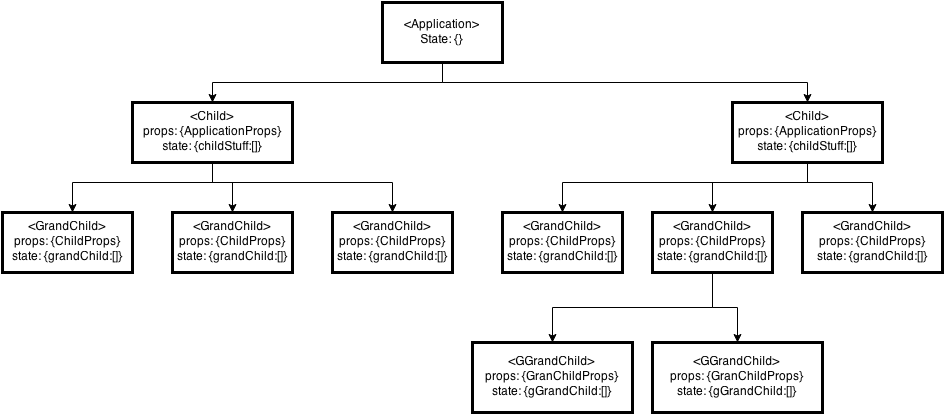 <Application>
State: {}
<Child>
props: {ApplicationProps}
state: {childStuff:[]}
<Child>
props: {ApplicationProps}
state: {childStuff:[]}
<GrandChild>
props: {ChildProps}
state: {grandChild:[]}
<GrandChild>
props: {ChildProps}
state: {grandChild:[]}
<GrandChild>
props: {ChildProps}
state: {grandChild:[]}
<GrandChild>
props: {ChildProps}
state: {grandChild:[]}
<GrandChild>
props: {ChildProps}
state: {grandChild:[]}
<GrandChild>
props: {ChildProps}
state: {grandChild:[]}
<GGrandChild>
props: {GranChildProps}
state: {gGrandChild:[]}
<GGrandChild>
props: {GranChildProps}
state: {gGrandChild:[]}